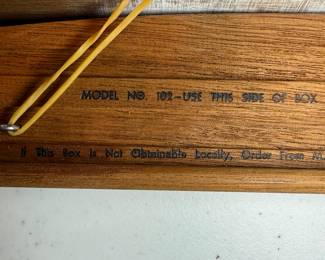 MODEL NO. 102-USE THIS SIDE OF BOX
If This Box Is Not Obtainable Locally, Order From M